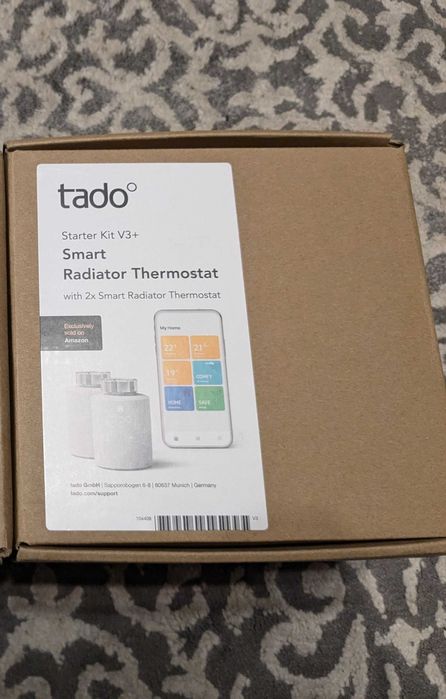 tado°
Starter Kit V3+
Smart
Radiator Thermostat
with 2x Smart Radiator Thermostat
Exclusively
sold on
Amazon
My Home
22°
21°
19°
COMFY
HOME
SAVE
tado GmbH | Sapporobogen 6-8 | 80637 Munich | Germany
tado.com/support
V3